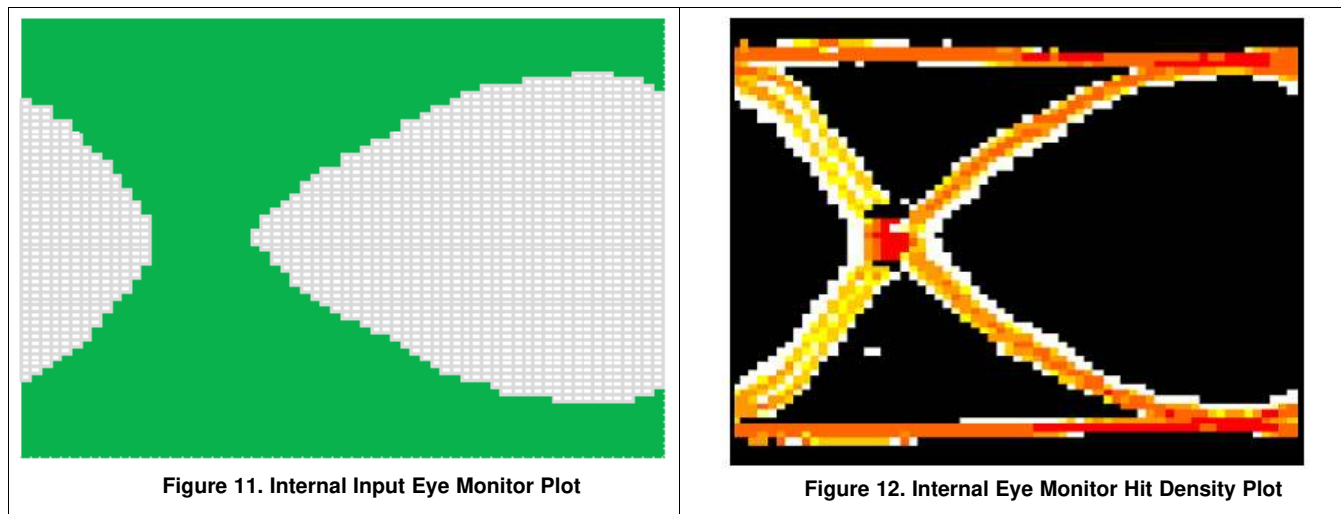 Figure 11. Internal Input Eye Monitor Plot
Figure 12. Internal Eye Monitor Hit Density Plot